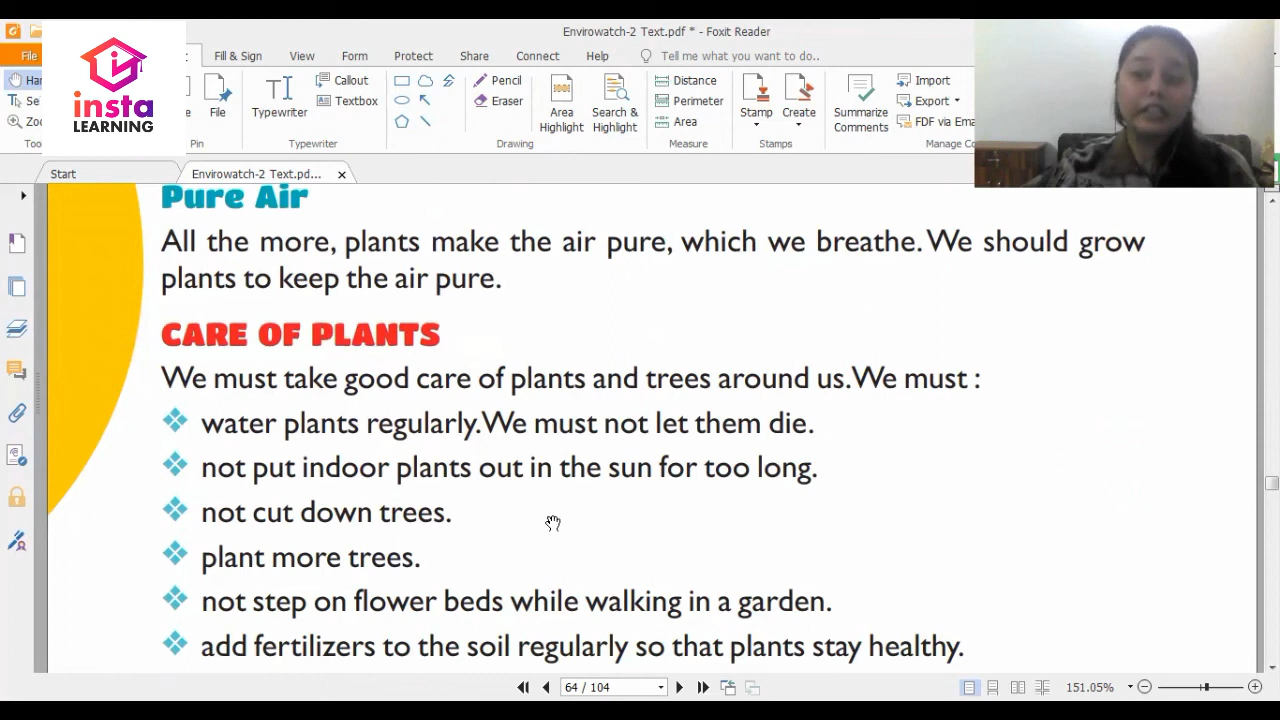 Envirowatch-2 Text.pdf * - Foxit Reader
File
Fill & Sign
View
Form
Protect
Share
Connect
Help
Tell me what you want to do..
insta
LEARNING
File
Typewriter
Callout
Textbox
Pencil
Eraser
Area
Highlight
Search &
Highlight
Distance
Perimeter
Area
Stamp
Create
Summarize
Comments
Import
Export
FDF via Ema
Pin
Typewriter
Drawing
Measure
Stamps
Manage Co
Start
Envirowatch-2 Text.pd...
Pure Air
All the more, plants make the air pure, which we breathe. We should grow
plants to keep the air pure.
CARE OF PLANTS
We must take good care of plants and trees around us. We must :
water plants regularly. We must not let them die.
not put indoor plants out in the sun for too long.
not cut down trees.
plant more trees.
not step on flower beds while walking in a garden.
add fertilizers to the soil regularly so that plants stay healthy.
64 / 104
151.05%